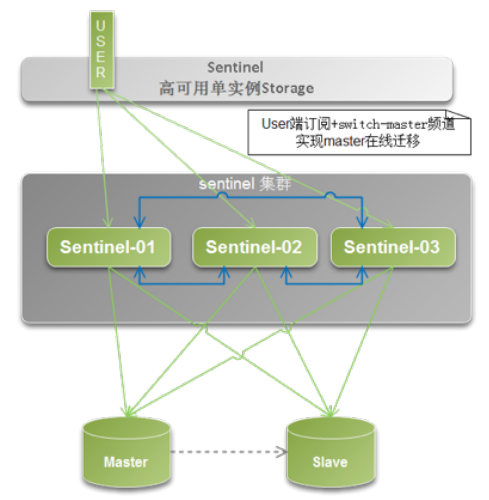 USER
Sentinel
高可用单实例Storage
User端订阅+switch-master频道
实现master在线迁移
sentinel 集群
Sentinel-01
Sentinel-02
Sentinel-03
Master
Slave